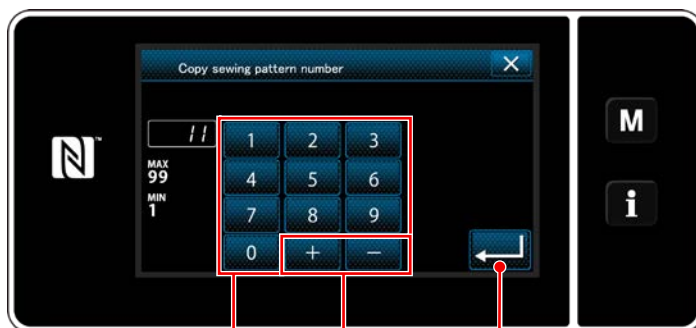 Copy sewing pattern number
11
1 2 3
MAX
99
4 5 6
MIN
1
7 8 9
0 + −
M
i
N